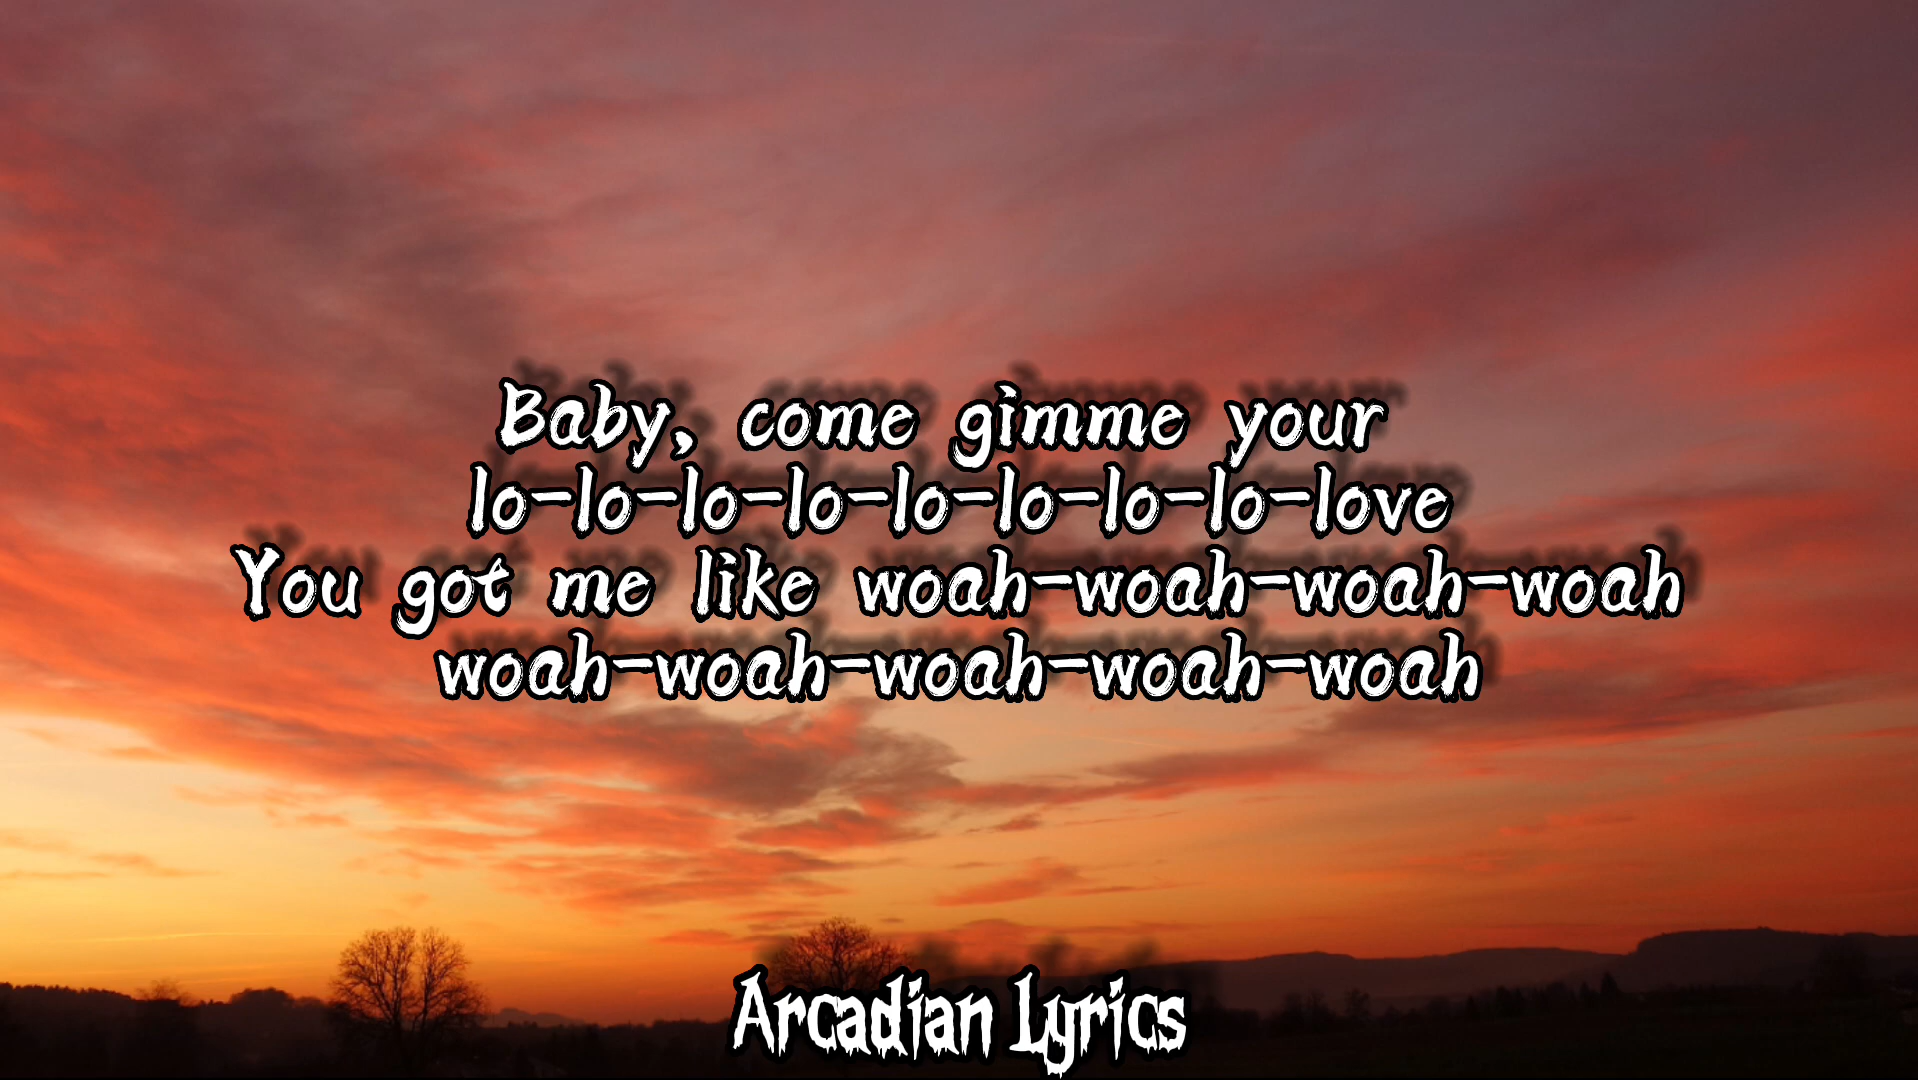 Baby, come gimme your
lo-lo-lo-lo-lo-lo-lo-lo-love
You got me like woah-woah-woah-woah
woah-woah-woah-woah-woah
Arcadian Lyrics